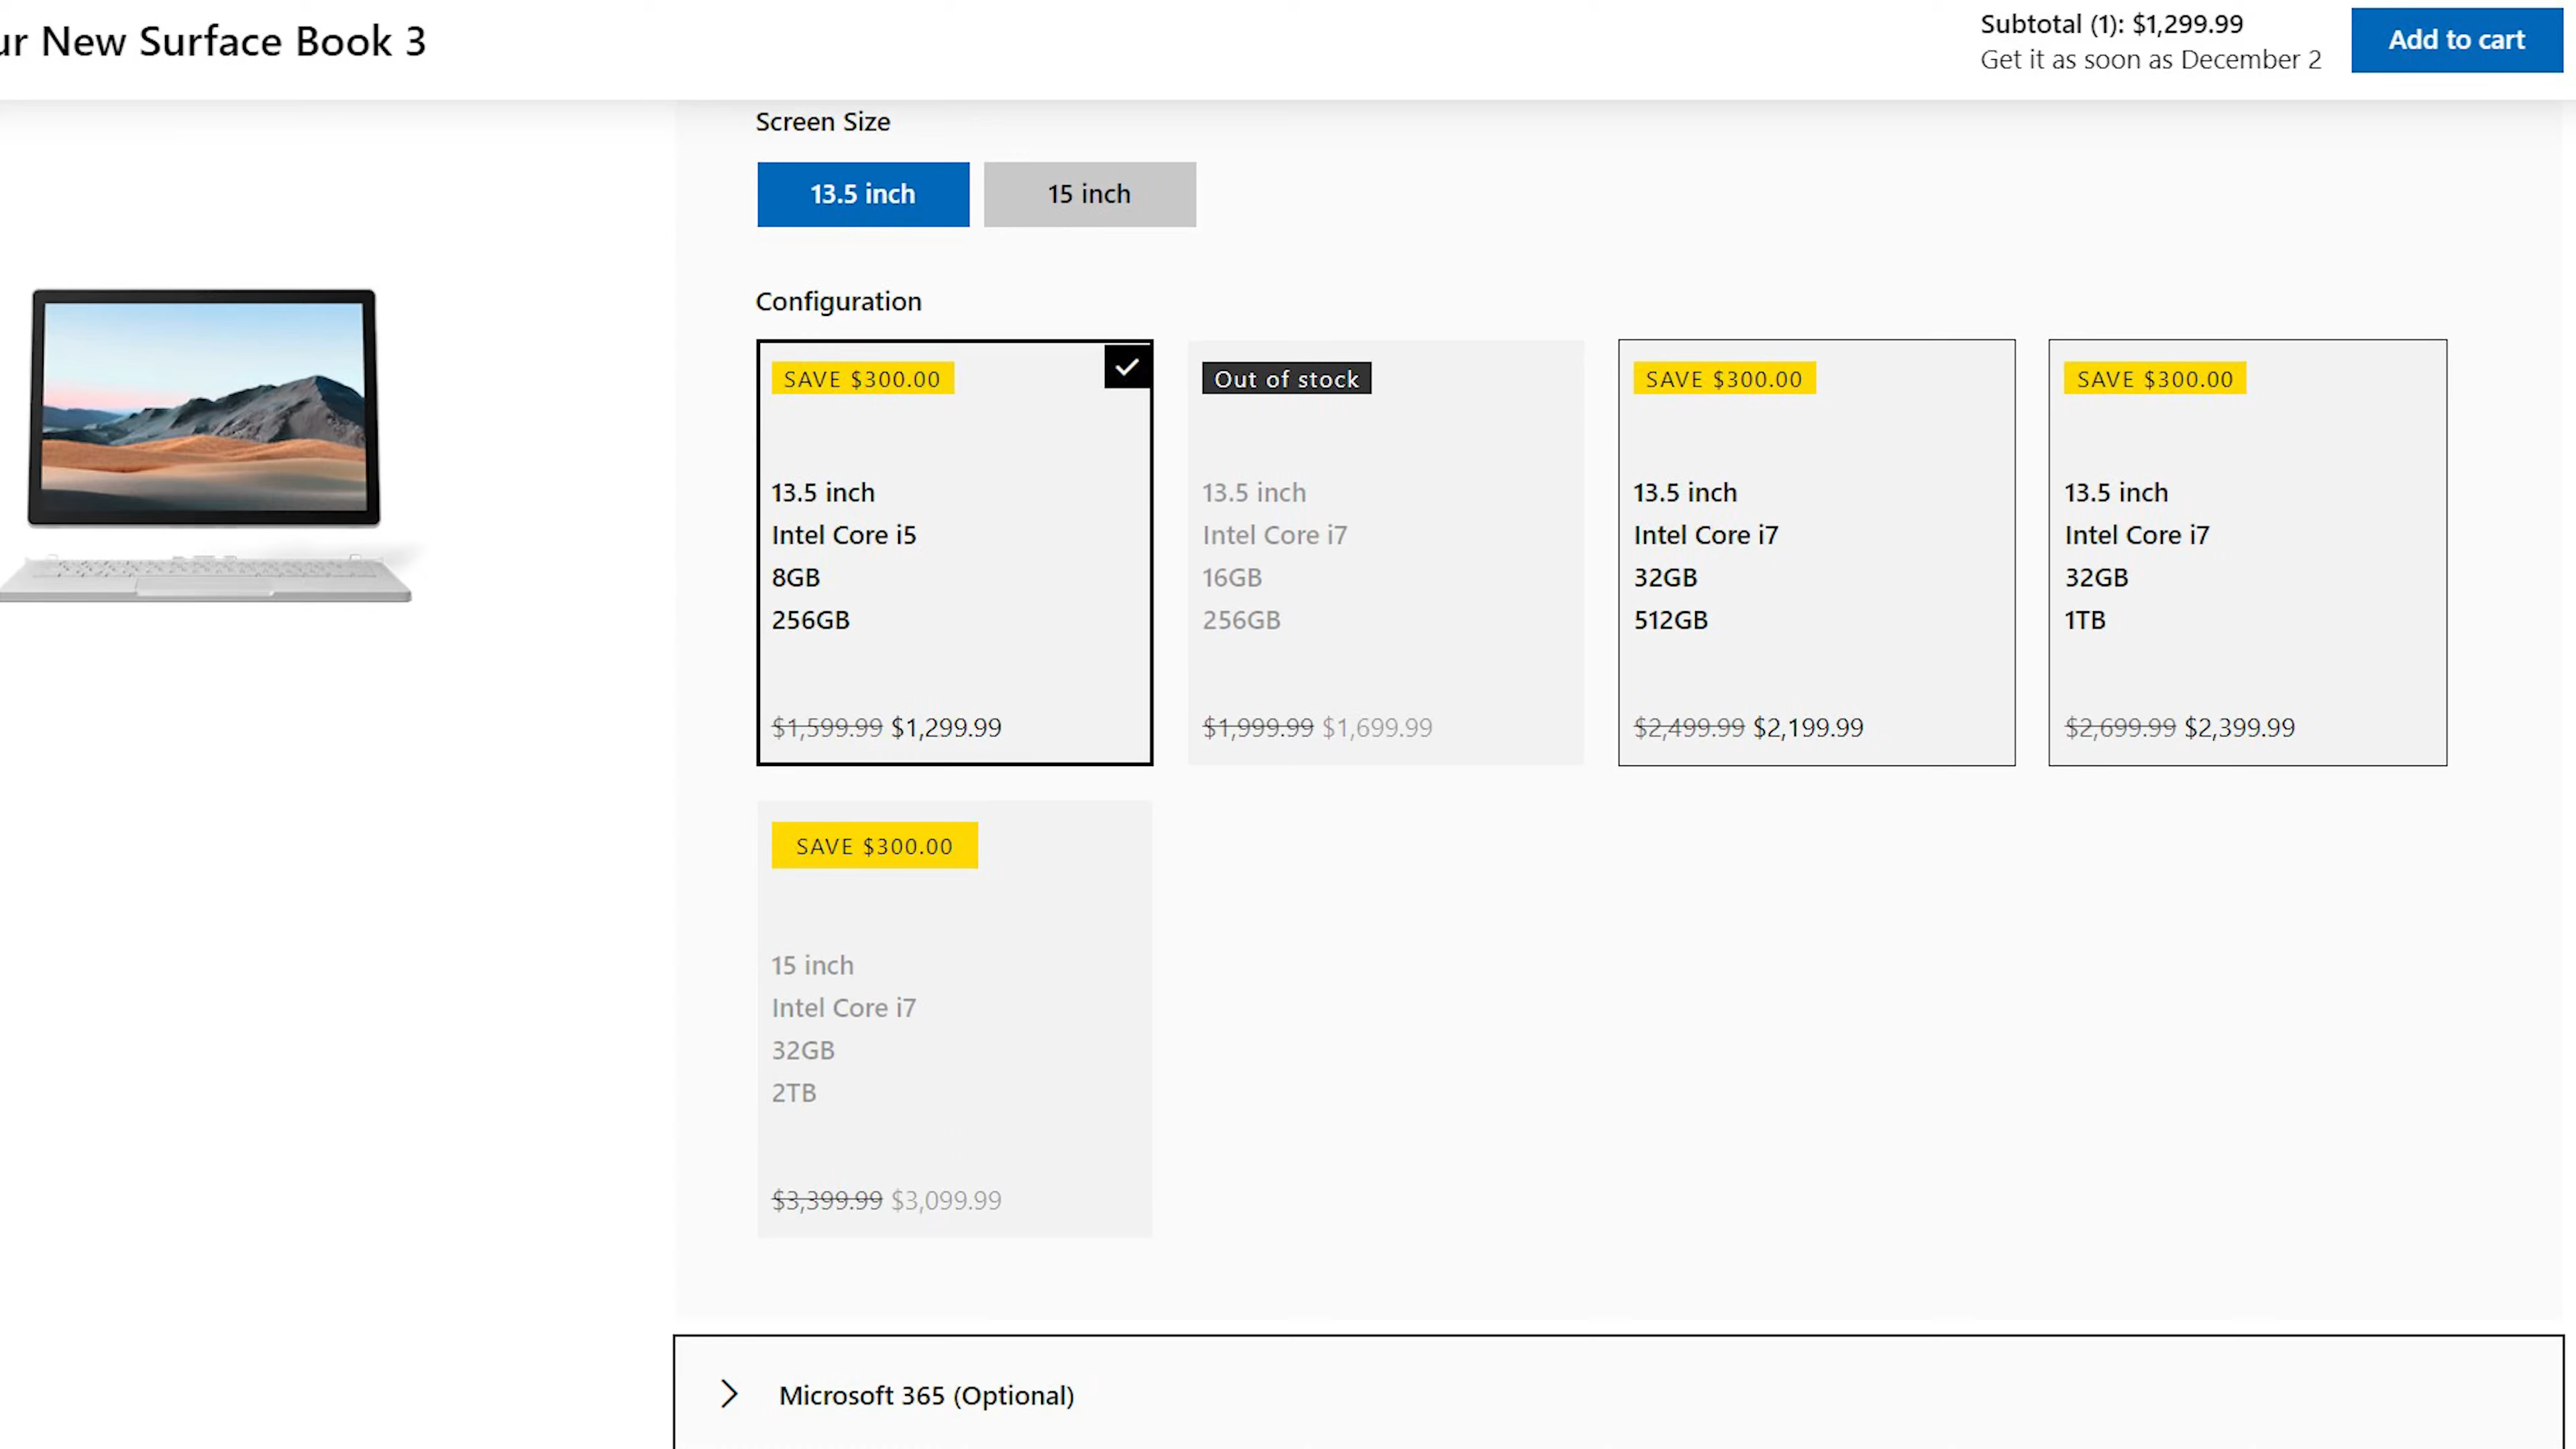 ur New Surface Book 3
Subtotal (1): $1,299.99
Get it as soon as December 2
Add to cart
Screen Size
13.5 inch
15 inch
Configuration
SAVE $300.00
13.5 inch
Intel Core i5
8GB
256GB
$1,599.99 $1,299.99
Out of stock
13.5 inch
Intel Core i7
16GB
256GB
$1,999.99 $1,699.99
SAVE $300.00
13.5 inch
Intel Core i7
32GB
512GB
$2,499.99 $2,199.99
SAVE $300.00
13.5 inch
Intel Core i7
32GB
1TB
$2,699.99 $2,399.99
SAVE $300.00
15 inch
Intel Core i7
32GB
2TB
$3,399.99 $3,099.99
Microsoft 365 (Optional)